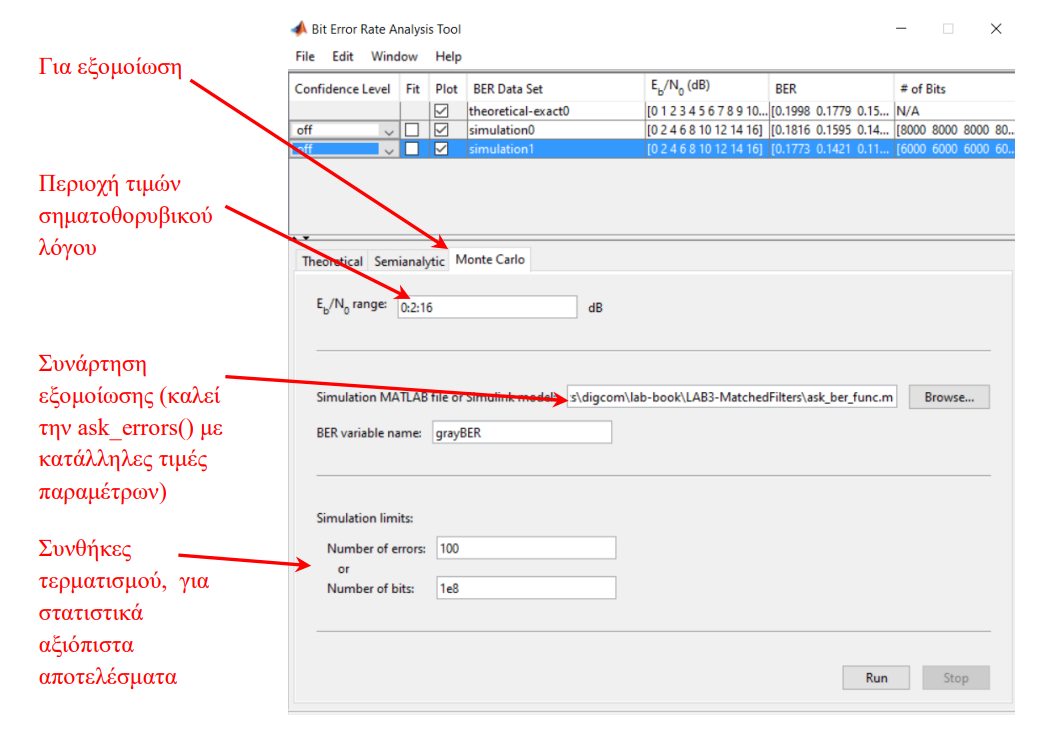 Bit Error Rate Analysis Tool
File Edit Window Help
Για εξομοίωση
Confidence Level Fit Plot BER Data Set E_b/N_0 (dB) BER # of Bits
theoretical-exact0 [0 1 2 3 4 5 6 7 8 9 10... [0.1998 0.1779 0.15... N/A
off simulation0 [0 2 4 6 8 10 12 14 16] [0.1816 0.1595 0.14... [8000 8000 8000 80...
off simulation1 [0 2 4 6 8 10 12 14 16] [0.1773 0.1421 0.11... [6000 6000 6000 60...
Περιοχή τιμών
σηματοθορυβικού
λόγου
Theoretical Semianalytic Monte Carlo
E_b/N_0 range: 0:2:16 dB
Συνάρτηση
εξομοίωσης (καλεί
την ask_errors() με
κατάλληλες τιμές
παραμέτρων)
Simulation MATLAB file or Simulink model: :s\digcom\lab-book\LAB3-MatchedFilters\ask_ber_func.m Browse...
BER variable name: grayBER
Simulation limits:
Number of errors: 100
or
Number of bits: 1e8
Συνθήκες
τερματισμού, για
στατιστικά
αξιόπιστα
αποτελέσματα
Run Stop